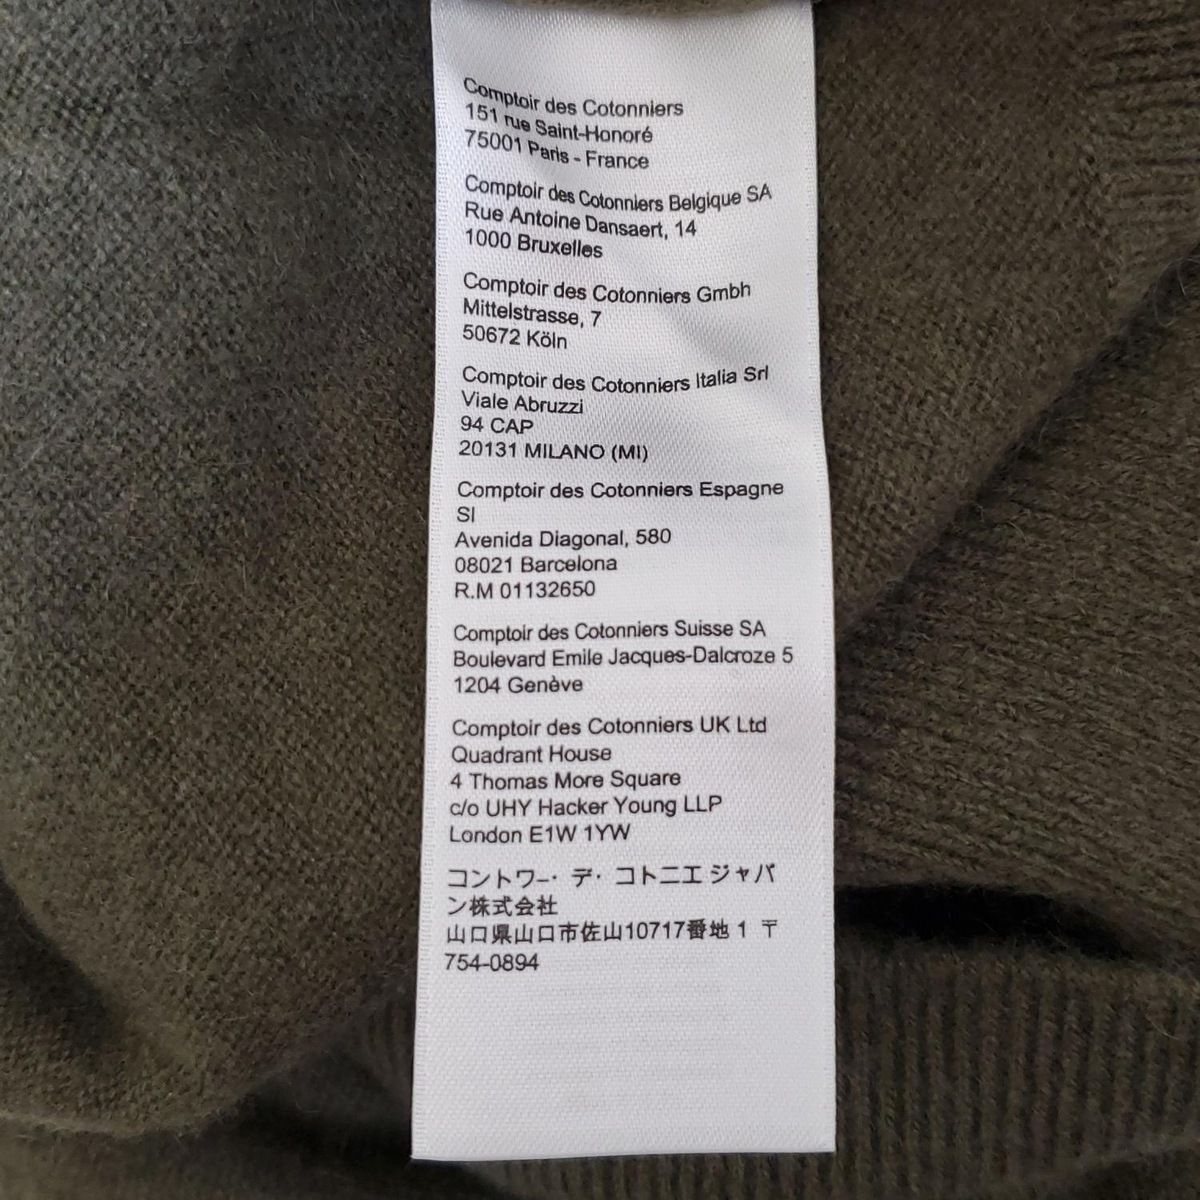 Comptoir des Cotonniers
151 rue Saint-Honoré
75001 Paris - France
Comptoir des Cotonniers Belgique SA
Rue Antoine Dansaert, 14
1000 Bruxelles
Comptoir des Cotonniers Gmbh
Mittelstrasse, 7
50672 Köln
Comptoir des Cotonniers Italia Srl
Viale Abruzzi
94 CAP
20131 MILANO (MI)
Comptoir des Cotonniers Espagne
Sl
Avenida Diagonal, 580
08021 Barcelona
R.M 01132650
Comptoir des Cotonniers Suisse SA
Boulevard Emile Jacques-Dalcroze 5
1204 Genève
Comptoir des Cotonniers UK Ltd
Quadrant House
4 Thomas More Square
c/o UHY Hacker Young LLP
London E1W 1YW
コントワー・デ・コトニエ ジャパ
ン株式会社
山口県山口市佐山10717番地 1 〒
754-0894